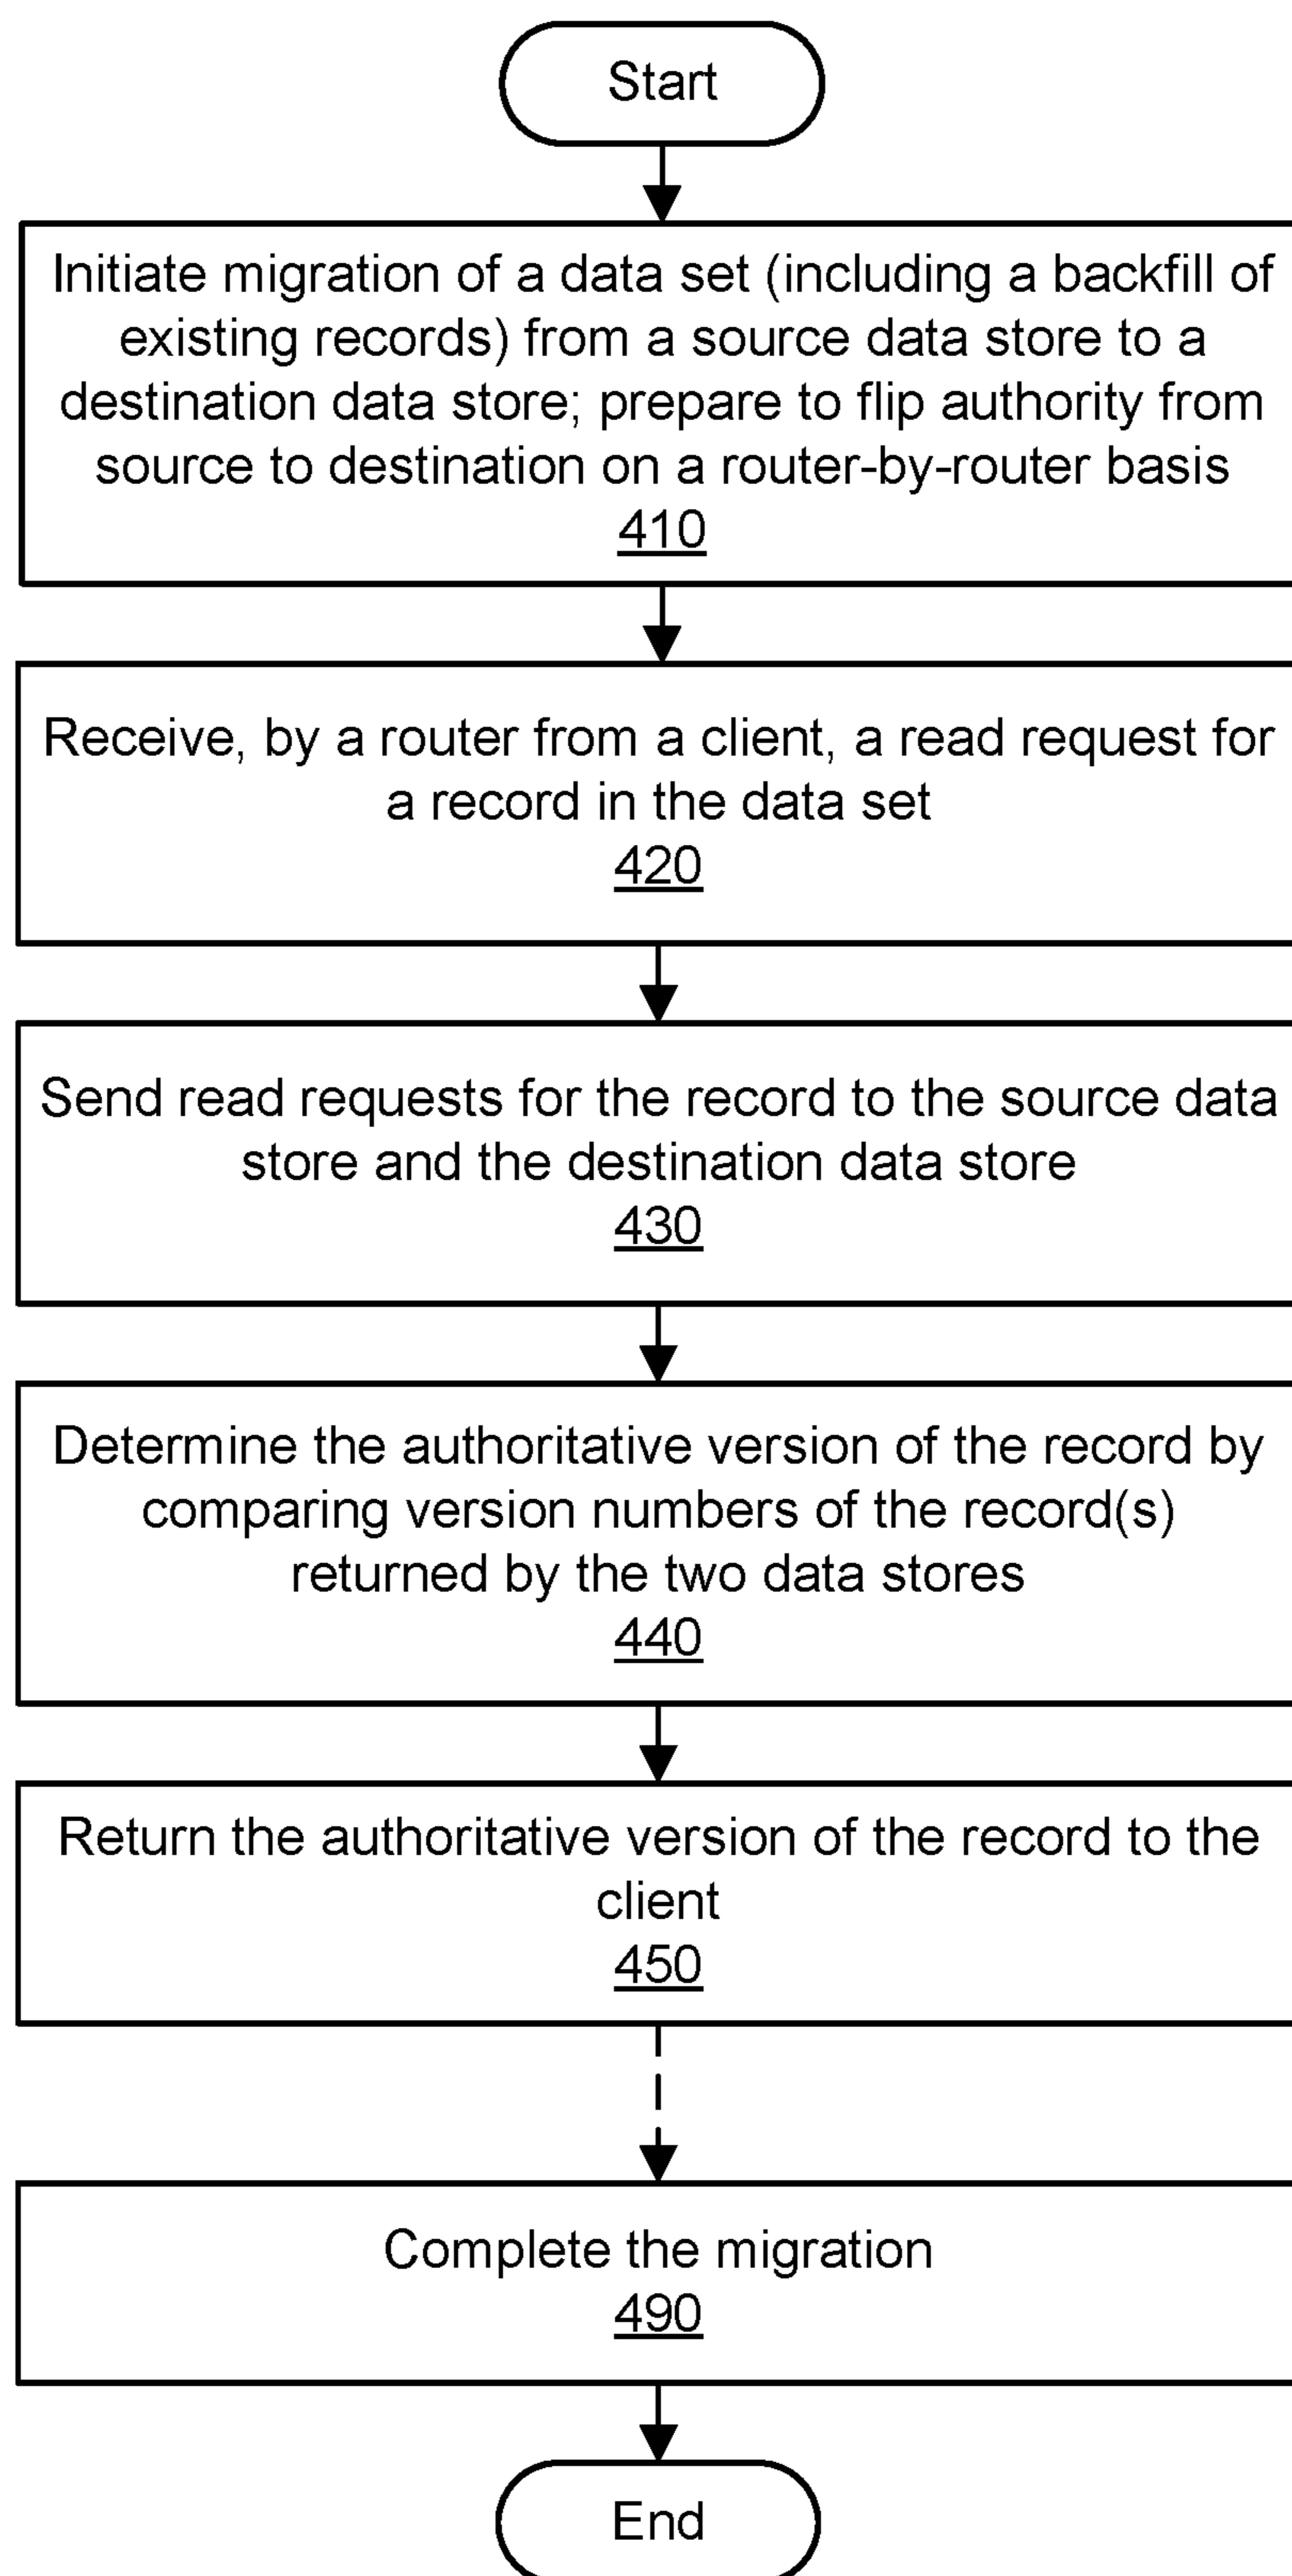 Start
Initiate migration of a data set (including a backfill of
existing records) from a source data store to a
destination data store; prepare to flip authority from
source to destination on a router-by-router basis
410
Receive, by a router from a client, a read request for
a record in the data set
420
Send read requests for the record to the source data
store and the destination data store
430
Determine the authoritative version of the record by
comparing version numbers of the record(s)
returned by the two data stores
440
Return the authoritative version of the record to the
client
450
Complete the migration
490
End